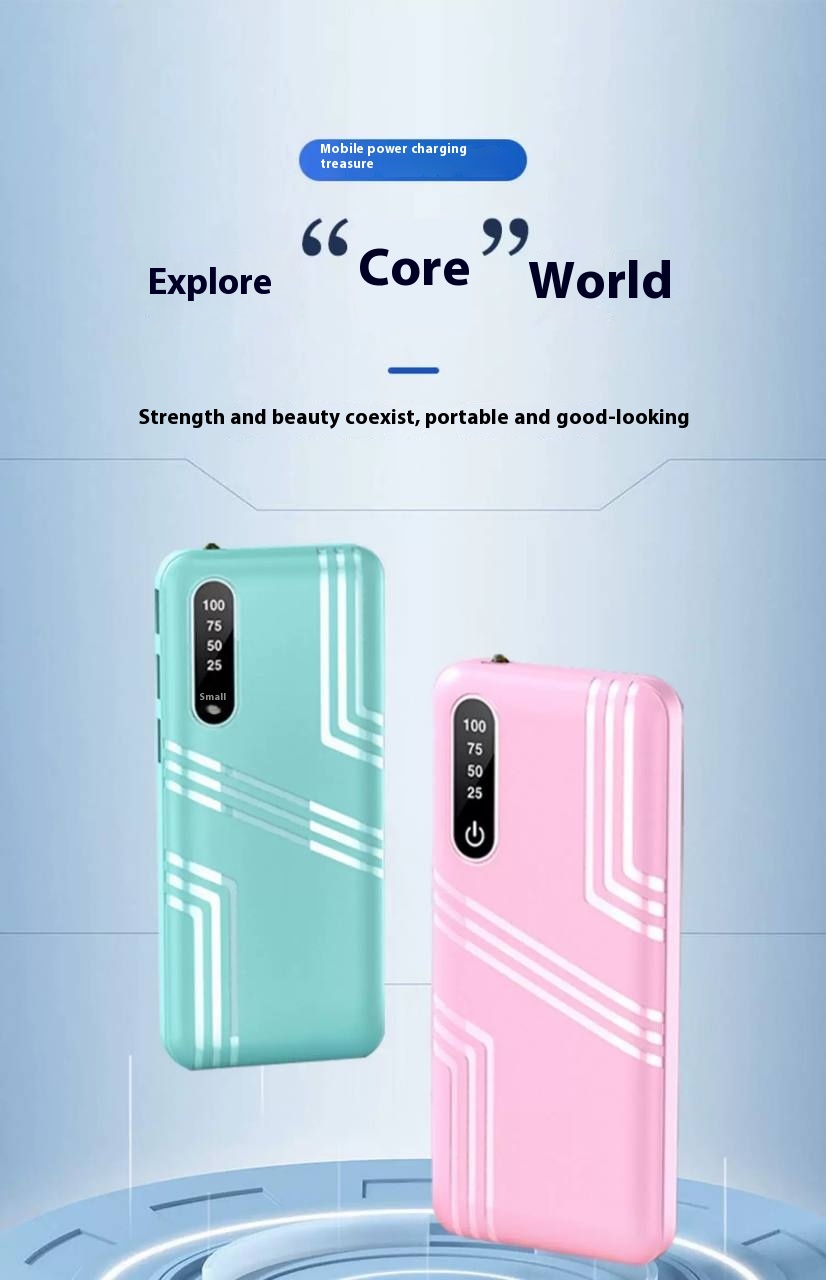 Mobile power charging
treasure
Explore “Core” World
Strength and beauty coexist, portable and good-looking
100
75
50
25
Small
100
75
50
25